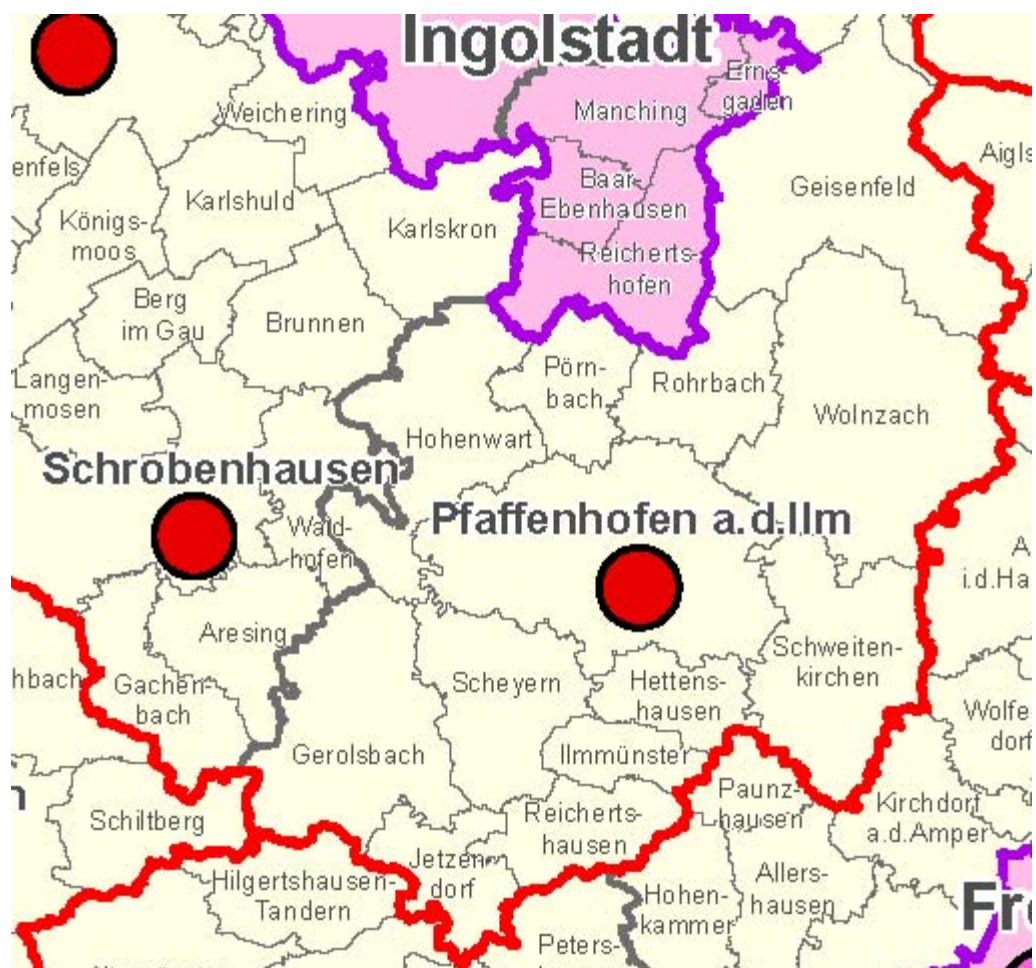 Ingolstadt
Erns-
gaden
Weichering
Manching
enfels
Aigls
Karlshuld
Baar
Ebenhausen
Geisenfeld
Königs-
moos
Karlskron
Reicherts-
hofen
Berg
im Gau
Brunnen
Langen-
mosen
Pörn-
bach
Rohrbach
Wolnzach
Hohenwart
Schrobenhausen
Pfaffenhofen a.d.Ilm
Waid-
hofen
A
i.d.Ha
Aresing
Schweiten-
kirchen
hbach
Gachen-
bach
Scheyern
Hettens-
hausen
Wolfe
dorf
Gerolsbach
Ilmmünster
n
Schiltberg
Reicherts-
hausen
Paunz-
hausen
Kirchdorf
a.d.Amper
Jetzen-
dorf
Hilgertshausen-
Tandern
Hohen-
kammer
Allers-
hausen
Fre
Peters-